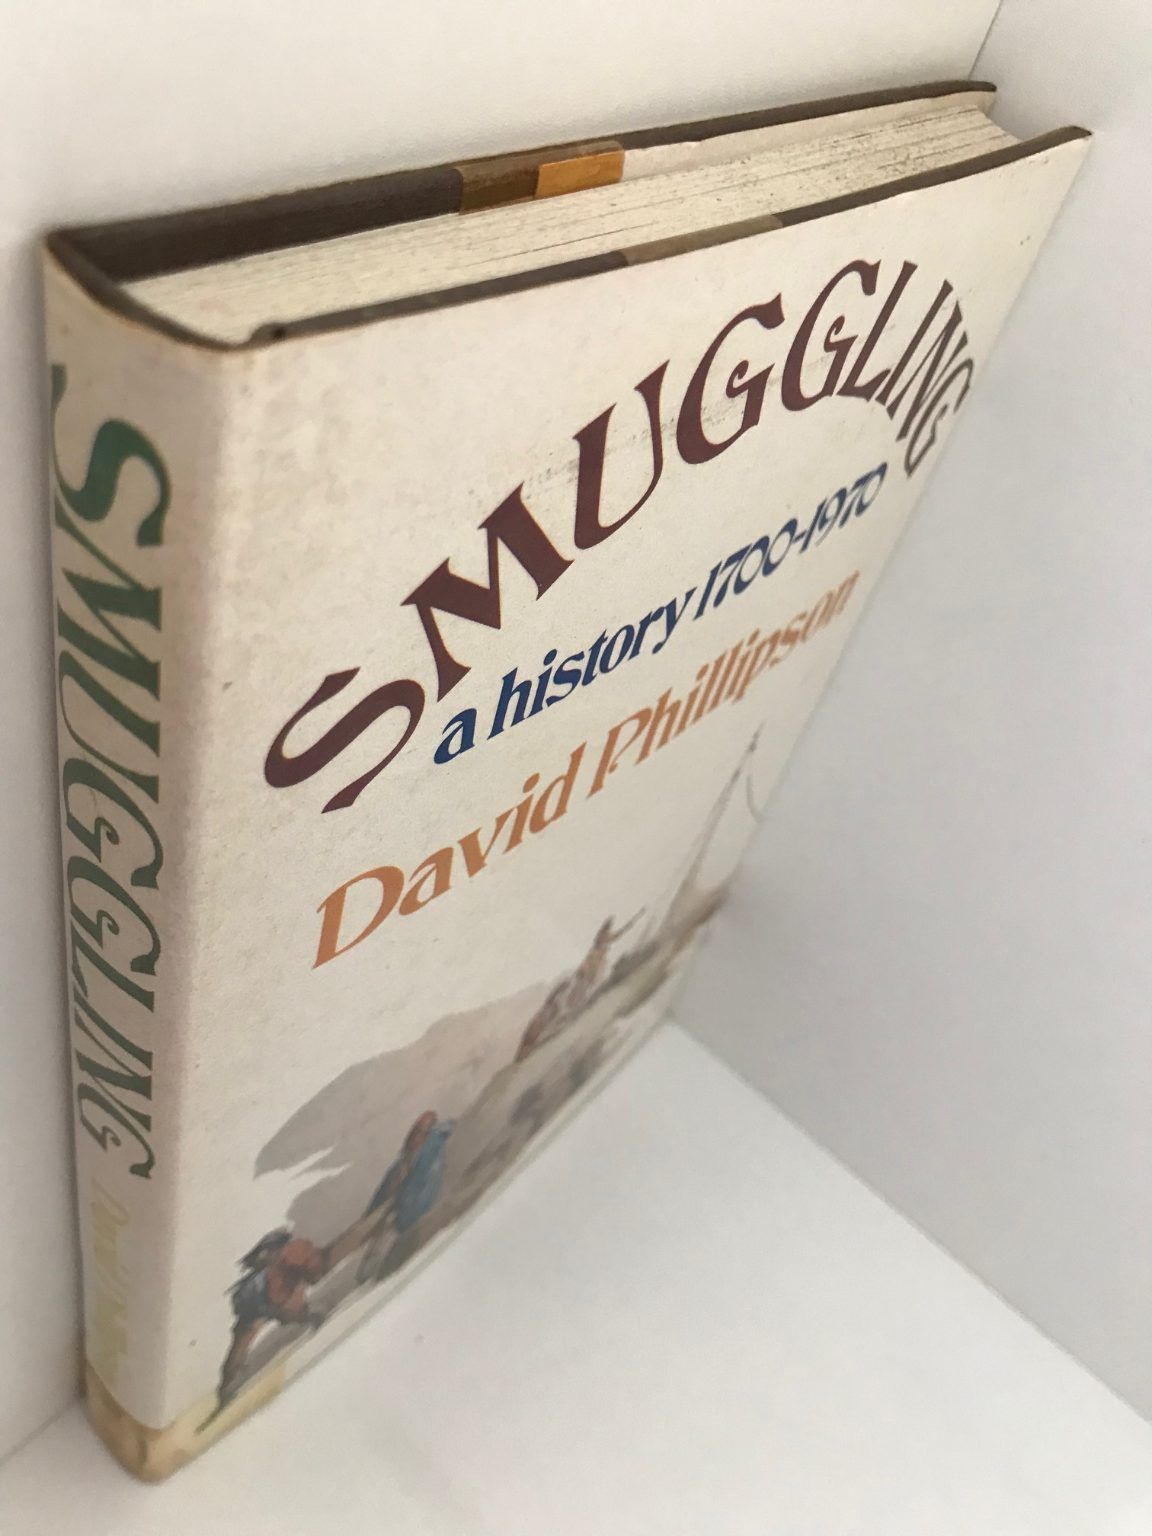 SMUGGLING
a history 1700-1970
David Phillipson
SMUGGLING